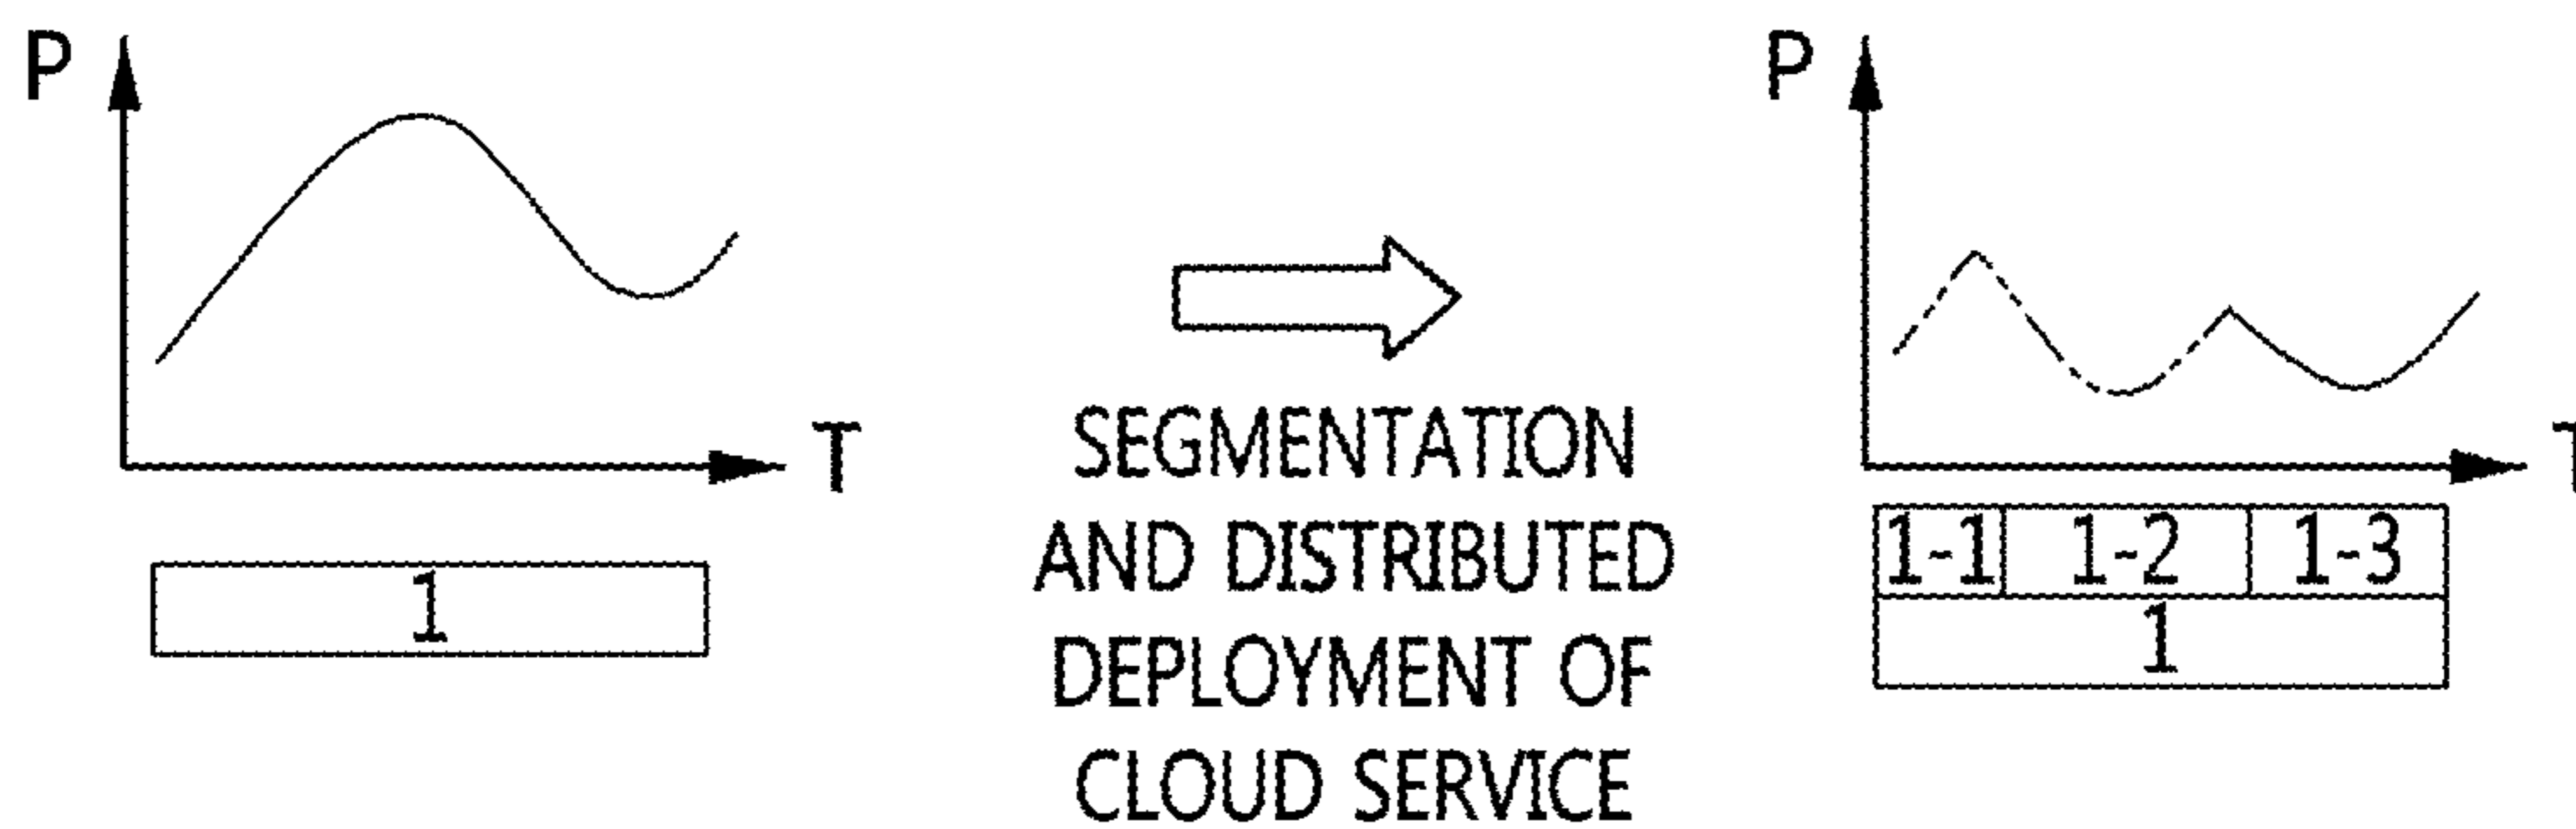 P
T
1
SEGMENTATION
AND DISTRIBUTED
DEPLOYMENT OF
CLOUD SERVICE
P
T
1-1 1-2 1-3
1